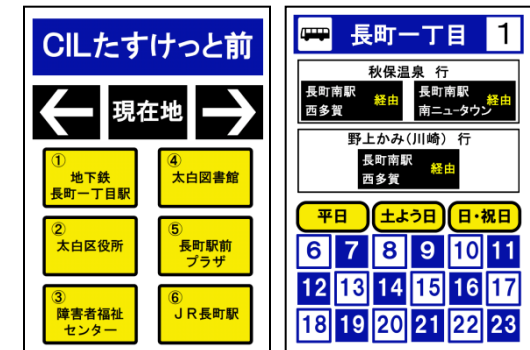 CILたすけっと前
現在地
①
地下鉄
長町一丁目駅
④
太白図書館
②
太白区役所
⑤
長町駅前
プラザ
③
障害者福祉
センター
⑥
JR長町駅
長町一丁目 1
秋保温泉 行
長町南駅
西多賀
経由
長町南駅
南ニュータウン
経由
野上かみ(川崎) 行
長町南駅
西多賀
経由
平日 土よう日 日・祝日
6 7 8 9 10 11
12 13 14 15 16 17
18 19 20 21 22 23